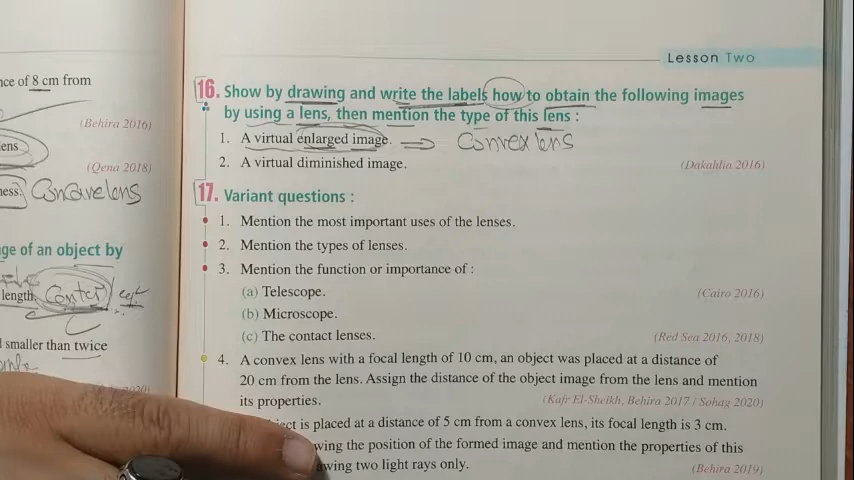 nce of 8 cm from
(Behira 2016)
ens
(Qena 2018)
ness. Concave lens
ge of an object by
length. Center
d smaller than twice
Lesson Two
16. Show by drawing and write the labels how to obtain the following images
by using a lens, then mention the type of this lens :
1. A virtual enlarged image. ⇒ Convex lens
2. A virtual diminished image. (Dakahlia 2016)
17. Variant questions :
1. Mention the most important uses of the lenses.
2. Mention the types of lenses.
3. Mention the function or importance of :
(a) Telescope. (Cairo 2016)
(b) Microscope.
(c) The contact lenses. (Red Sea 2016, 2018)
4. A convex lens with a focal length of 10 cm, an object was placed at a distance of
20 cm from the lens. Assign the distance of the object image from the lens and mention
its properties. (Kafr El-Sheikh, Behira 2017 / Sohag 2020)
ject is placed at a distance of 5 cm from a convex lens, its focal length is 3 cm.
wing the position of the formed image and mention the properties of this
awing two light rays only. (Behira 2019)